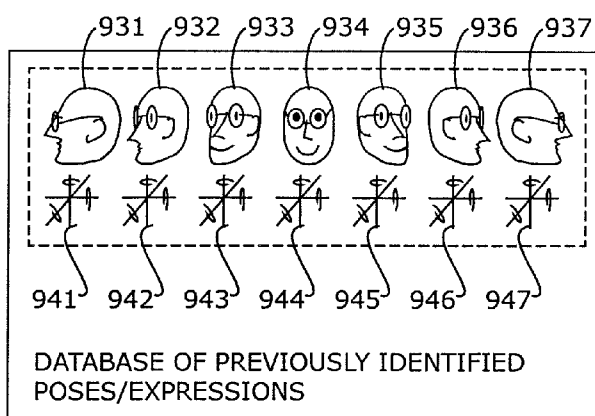 931 932 933 934 935 936 937
941 942 943 944 945 946 947
DATABASE OF PREVIOUSLY IDENTIFIED
POSES/EXPRESSIONS